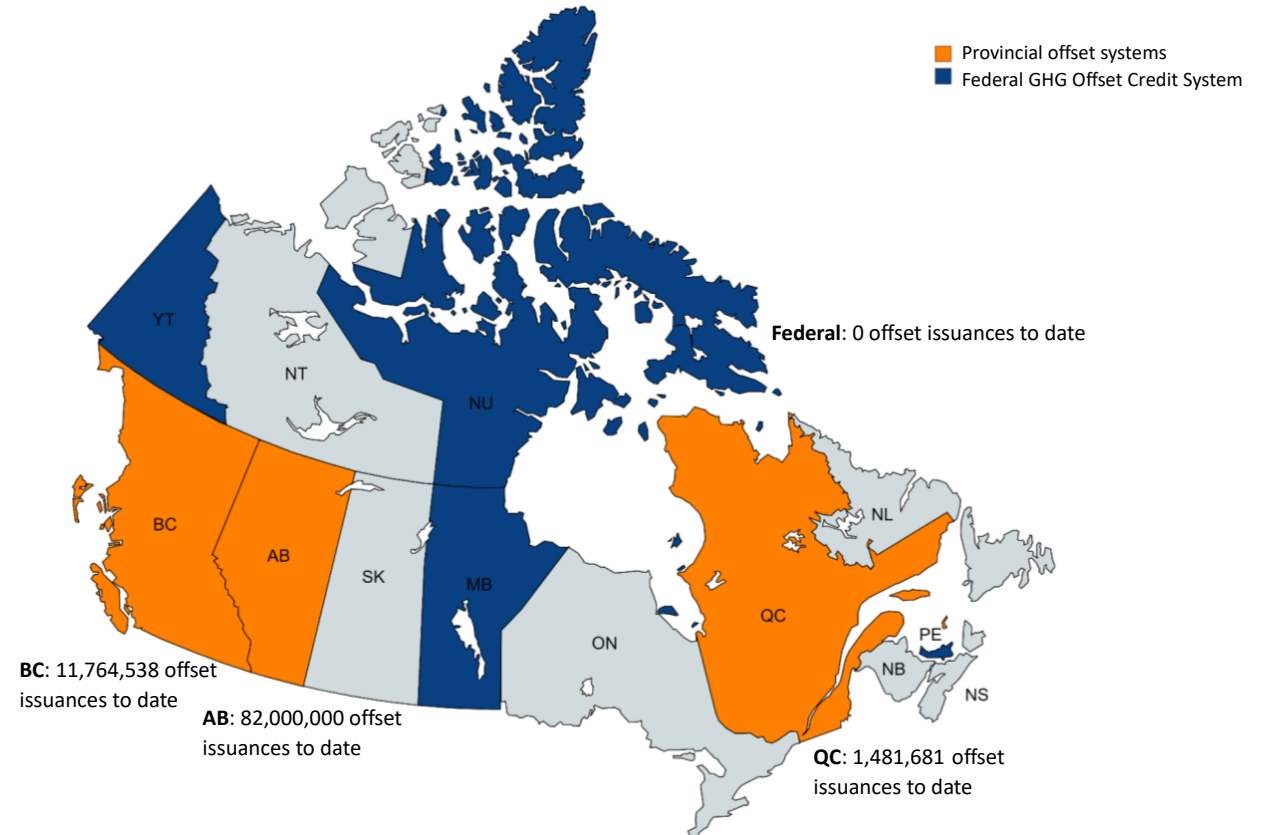 Provincial offset systems
Federal GHG Offset Credit System
YT
Federal: 0 offset issuances to date
NT
NU
NL
BC
AB
SK
MB
QC
PE
ON
NB
NS
BC: 11,764,538 offset
issuances to date
AB: 82,000,000 offset
issuances to date
QC: 1,481,681 offset
issuances to date